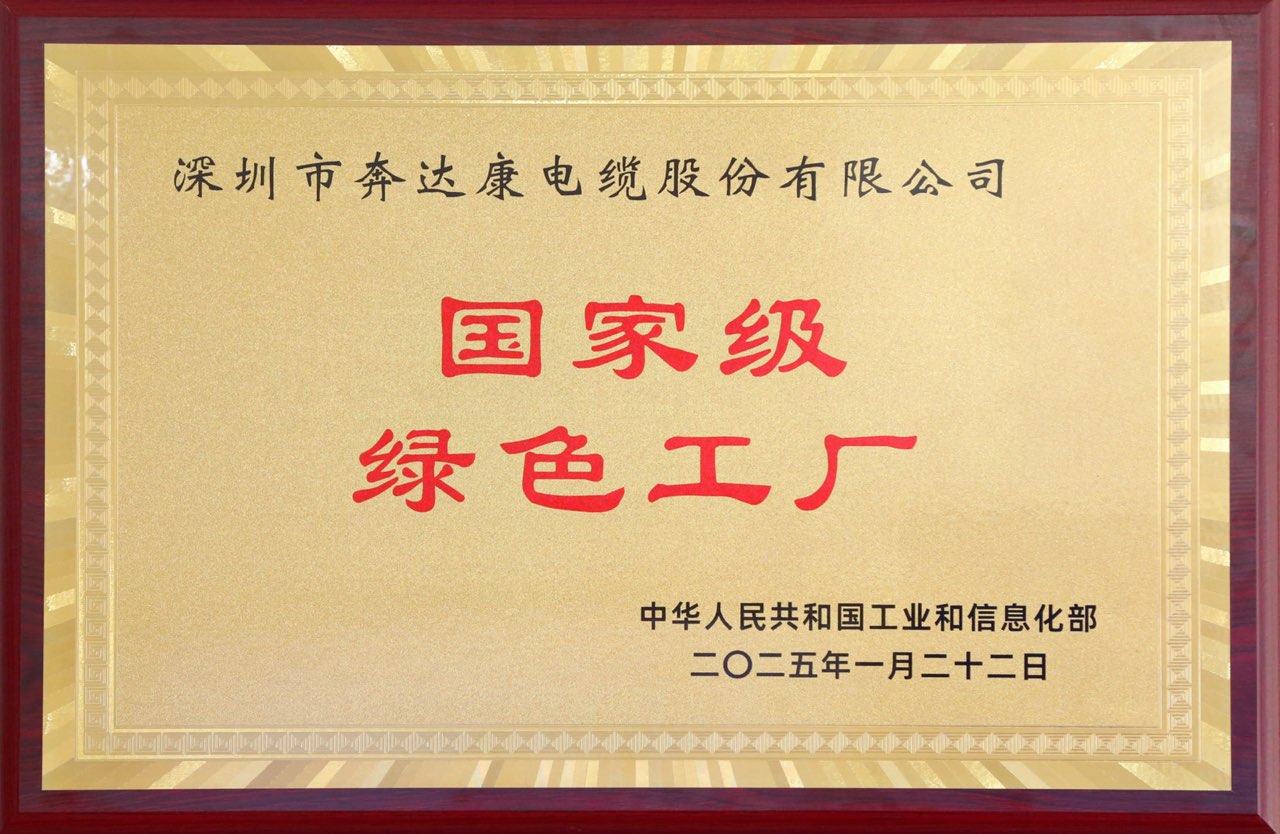 深圳市奔达康电缆股份有限公司
国家级
绿色工厂
中华人民共和国工业和信息化部
二〇二五年一月二十二日